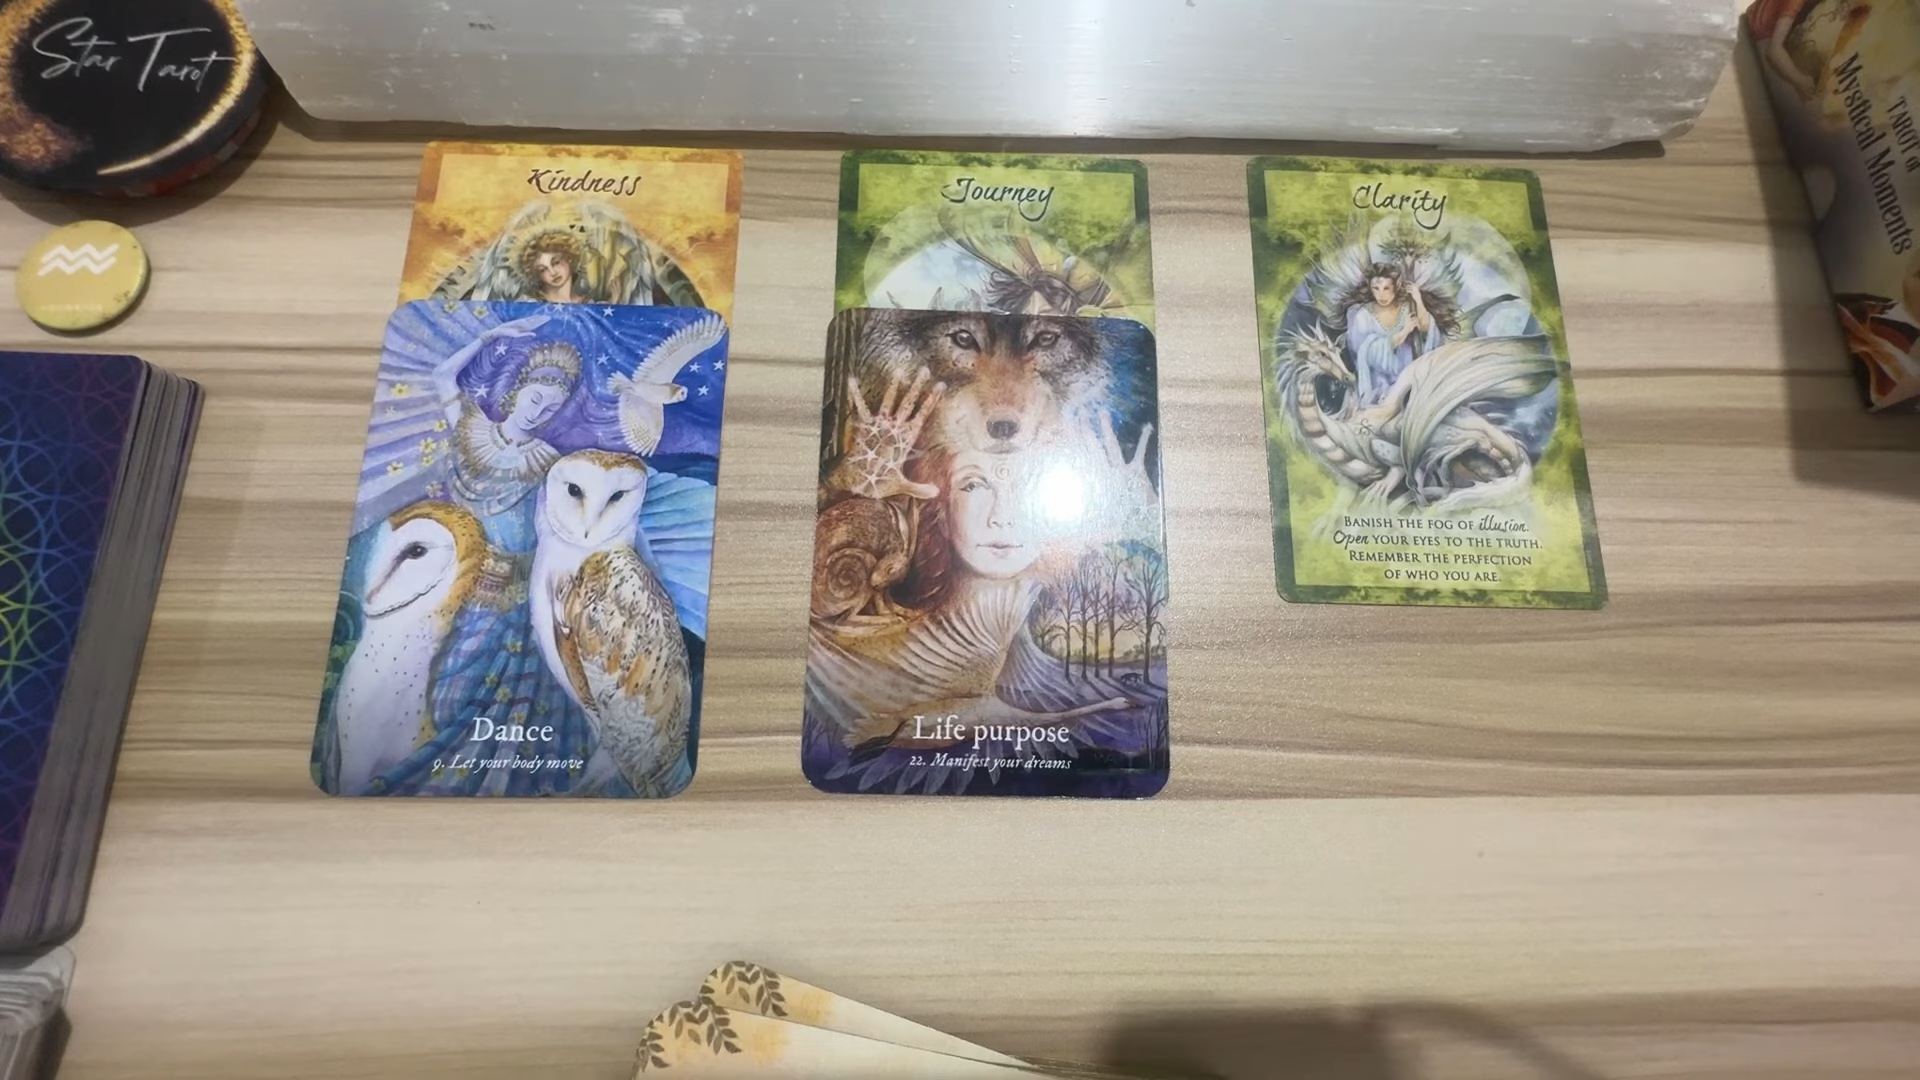 Star Tarot
TAROT OF
Mystical Moments
Kindness
Journey
Clarity
BANISH THE FOG OF illusion.
Open YOUR EYES TO THE TRUTH.
REMEMBER THE PERFECTION
OF WHO YOU ARE.
Dance
9. Let your body move
Life purpose
22. Manifest your dreams